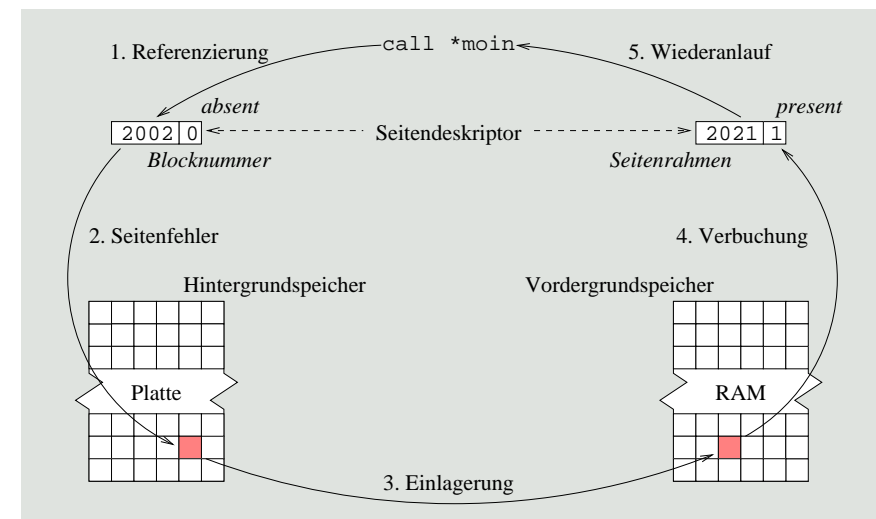 1. Referenzierung
call *moin
5. Wiederanlauf
absent
present
2002 0
Seitendeskriptor
2021 1
Blocknummer
Seitenrahmen
2. Seitenfehler
4. Verbuchung
Hintergrundspeicher
Vordergrundspeicher
Platte
RAM
3. Einlagerung